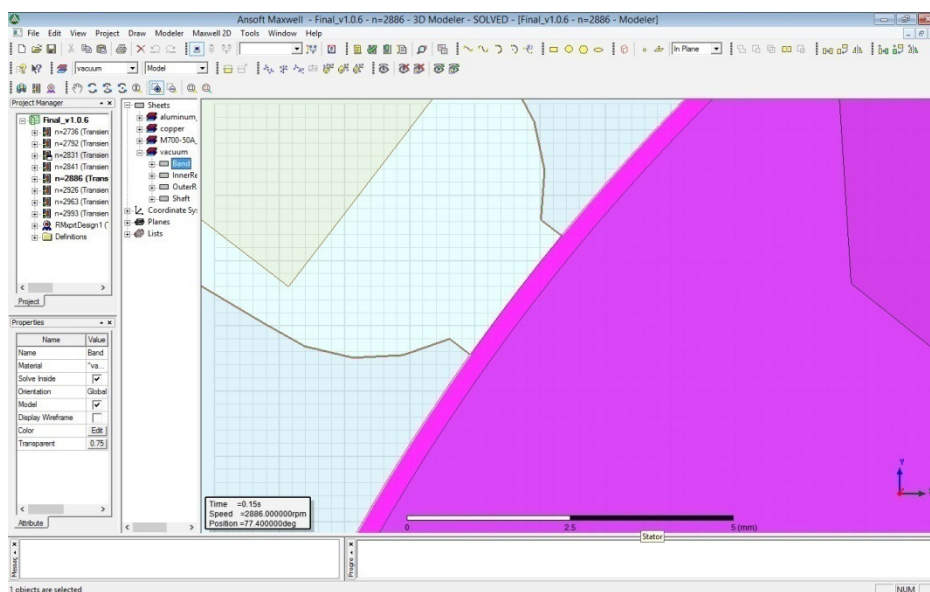 Ansoft Maxwell - Final_v1.0.6 - n=2886 - 3D Modeler - SOLVED - [Final_v1.0.6 - n=2886 - Modeler]
File Edit View Project Draw Modeler Maxwell 2D Tools Window Help
In Plane
vacuum
Model
Project Manager
Final_v1.0.6
n=2736 (Transien
n=2792 (Transien
n=2831 (Transien
n=2841 (Transien
n=2886 (Trans
n=2926 (Transien
n=2963 (Transien
n=2993 (Transien
RMxprtDesign1 (
Definitions
Project
Sheets
aluminum_
copper
M700-50A_
vacuum
Band
InnerRe
OuterR
Shaft
Coordinate Sy
Planes
Lists
Properties
Name Value
Name Band
Material "va...
Solve Inside
Orientation Global
Model
Display Wireframe
Color Edit
Transparent 0.75
Attribute
Time =0.15s
Speed =2886.000000rpm
Position =77.400000deg
0 2.5 5 (mm)
Stator
Y
1 objects are selected
NUM